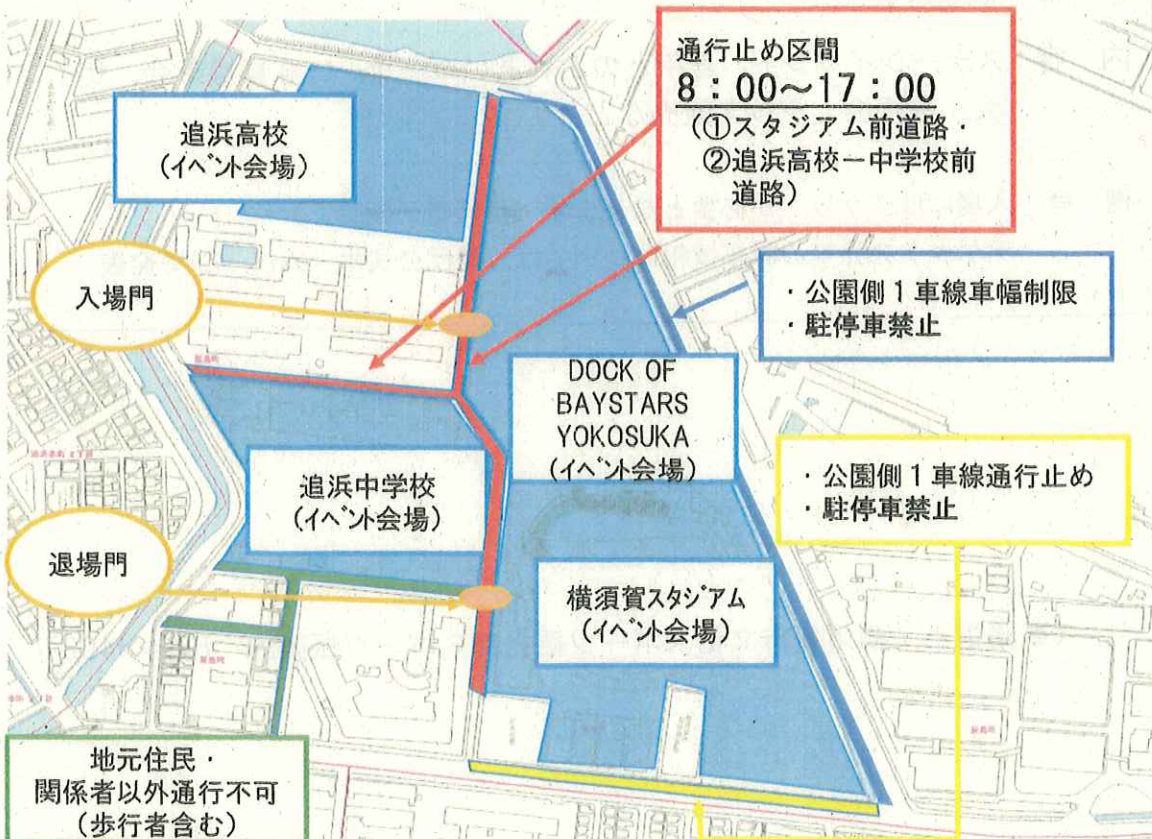 通行止め区間
8：00～17：00
(①スタジアム前道路・
②追浜高校ー中学校前
道路)
追浜高校
(イベント会場)
入場門
・公園側１車線車幅制限
・駐停車禁止
DOCK OF
BAYSTARS
YOKOSUKA
(イベント会場)
・公園側１車線通行止め
・駐停車禁止
追浜中学校
(イベント会場)
退場門
横須賀スタジアム
(イベント会場)
地元住民・
関係者以外通行不可
(歩行者含む)